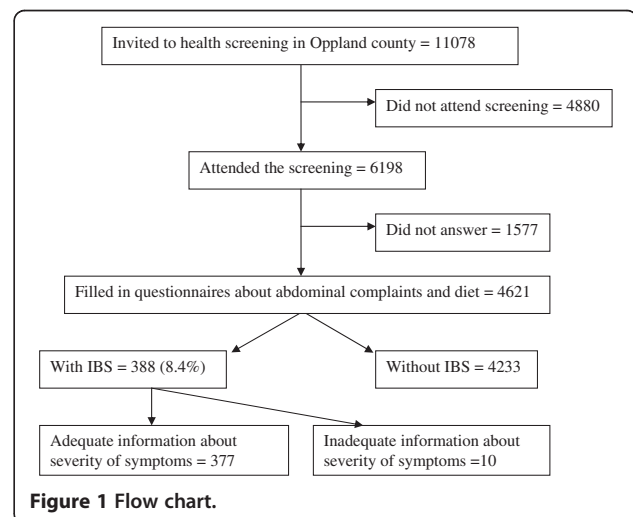 Invited to health screening in Oppland county = 11078
Did not attend screening = 4880
Attended the screening = 6198
Did not answer = 1577
Filled in questionnaires about abdominal complaints and diet = 4621
With IBS = 388 (8.4%)
Without IBS = 4233
Adequate information about
severity of symptoms = 377
Inadequate information about
severity of symptoms =10
Figure 1 Flow chart.